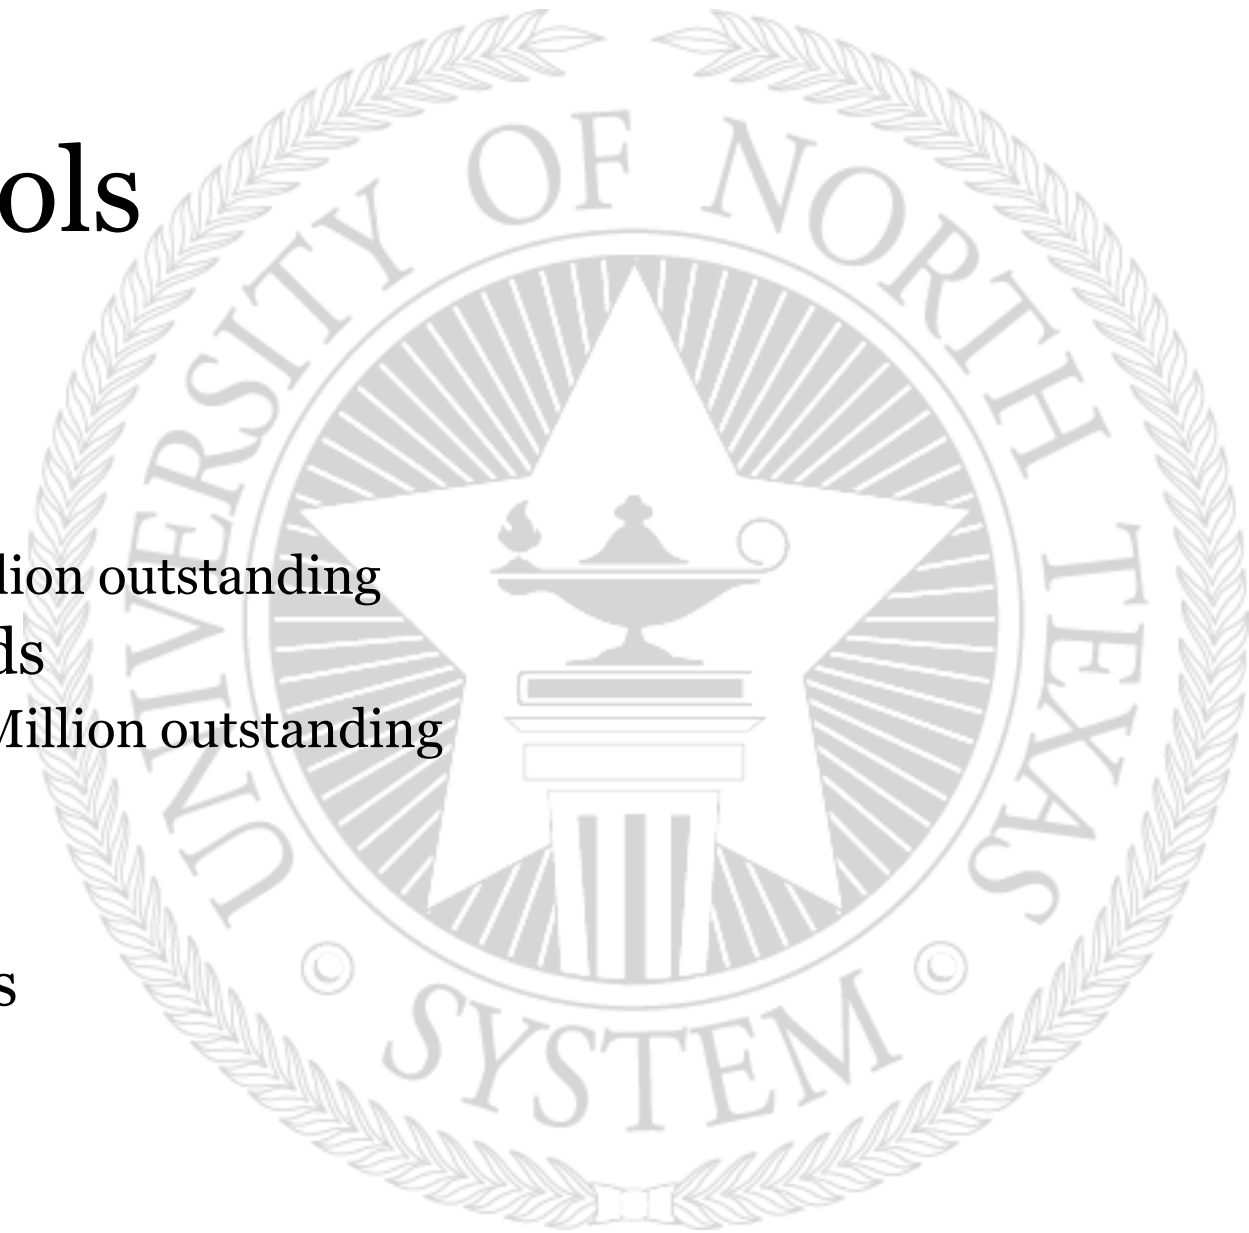 UNIVERSITY OF NORTH TEXAS
SYSTEM
ols
lion outstanding
ds
Million outstanding
s